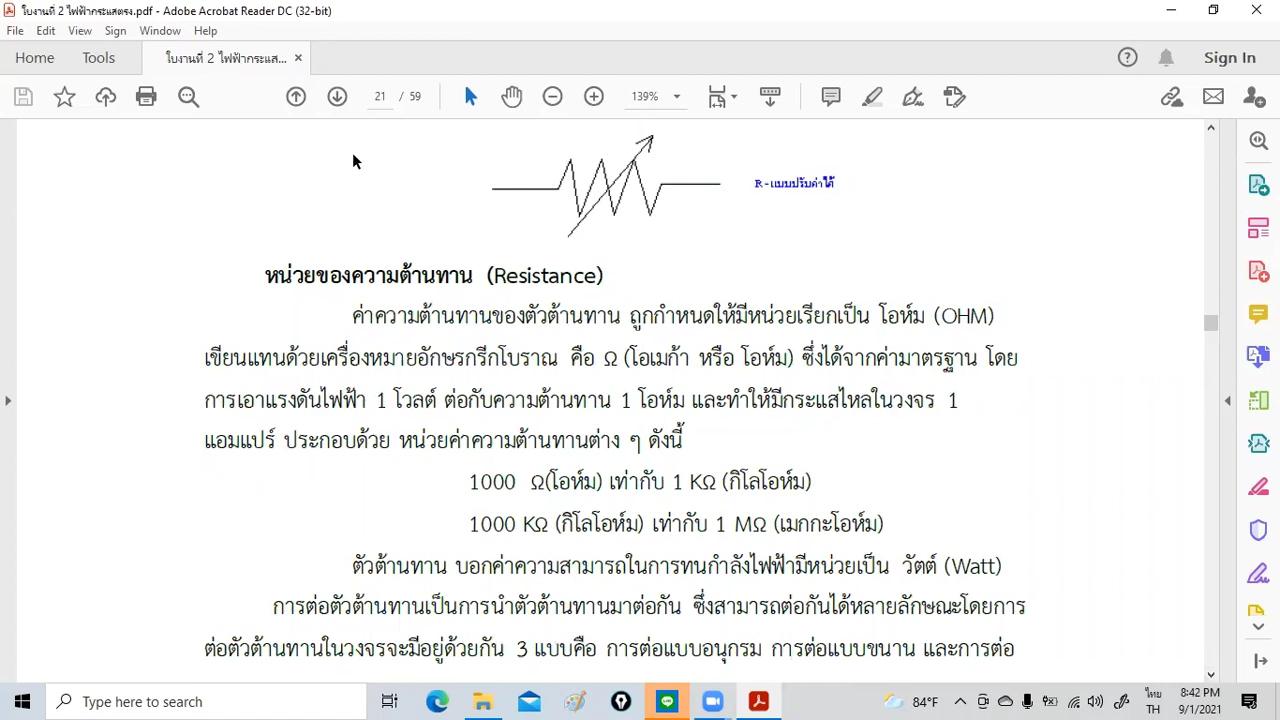 ใบงานที่ 2 ไฟฟ้ากระแสตรง.pdf - Adobe Acrobat Reader DC (32-bit)
File Edit View Sign Window Help
Home Tools ใบงานที่ 2 ไฟฟ้ากระแส... Sign In
21 / 59 139%
R - แบบปรับค่าได้
หน่วยของความต้านทาน (Resistance)
ค่าความต้านทานของตัวต้านทาน ถูกกำหนดให้มีหน่วยเรียกเป็น โอห์ม (OHM)
เขียนแทนด้วยเครื่องหมายอักษรกรีกโบราณ คือ Ω (โอเมก้า หรือ โอห์ม) ซึ่งได้จากค่ามาตรฐาน โดย
การเอาแรงดันไฟฟ้า 1 โวลต์ ต่อกับความต้านทาน 1 โอห์ม และทำให้มีกระแสไหลในวงจร 1
แอมแปร์ ประกอบด้วย หน่วยค่าความต้านทานต่าง ๆ ดังนี้
1000 Ω(โอห์ม) เท่ากับ 1 KΩ (กิโลโอห์ม)
1000 KΩ (กิโลโอห์ม) เท่ากับ 1 MΩ (เมกกะโอห์ม)
ตัวต้านทาน บอกค่าความสามารถในการทนกำลังไฟฟ้ามีหน่วยเป็น วัตต์ (Watt)
การต่อตัวต้านทานเป็นการนำตัวต้านทานมาต่อกัน ซึ่งสามารถต่อกันได้หลายลักษณะโดยการ
ต่อตัวต้านทานในวงจรจะมีอยู่ด้วยกัน 3 แบบคือ การต่อแบบอนุกรม การต่อแบบขนาน และการต่อ
Type here to search 84°F ไทย 8:42 PM
TH 9/1/2021